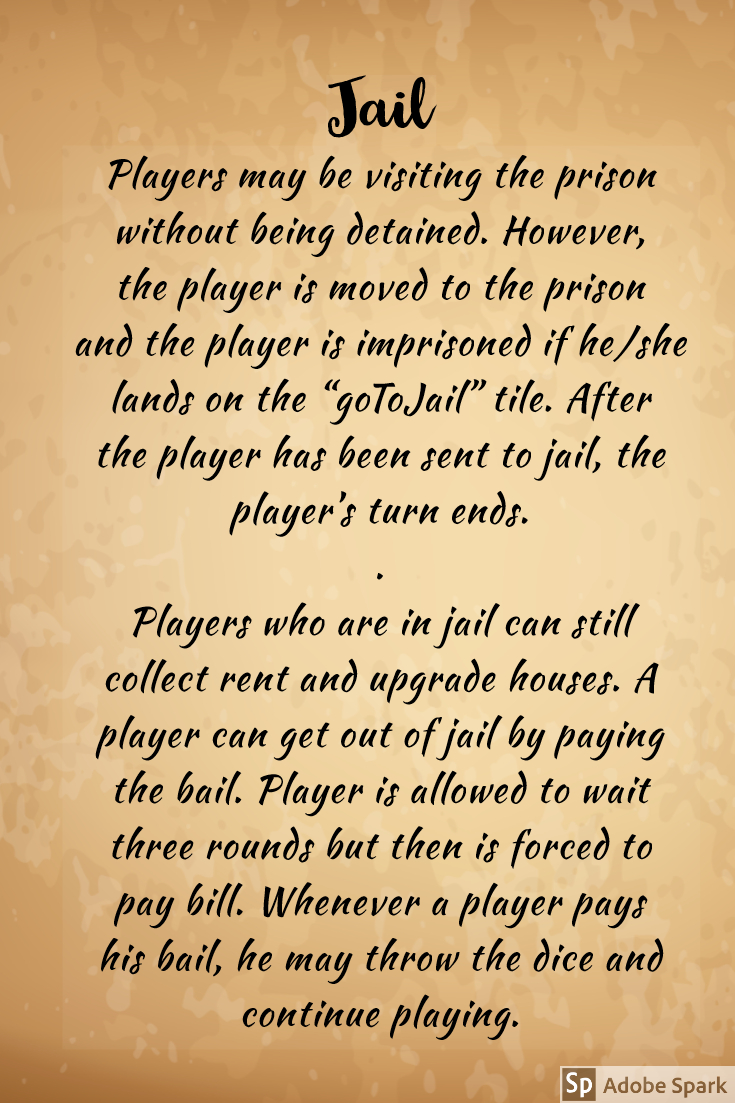 Jail
Players may be visiting the prison
without being detained. However,
the player is moved to the prison
and the player is imprisoned if he/she
lands on the “goToJail” tile. After
the player has been sent to jail, the
player's turn ends.
.
Players who are in jail can still
collect rent and upgrade houses. A
player can get out of jail by paying
the bail. Player is allowed to wait
three rounds but then is forced to
pay bill. Whenever a player pays
his bail, he may throw the dice and
continue playing.
Sp Adobe Spark